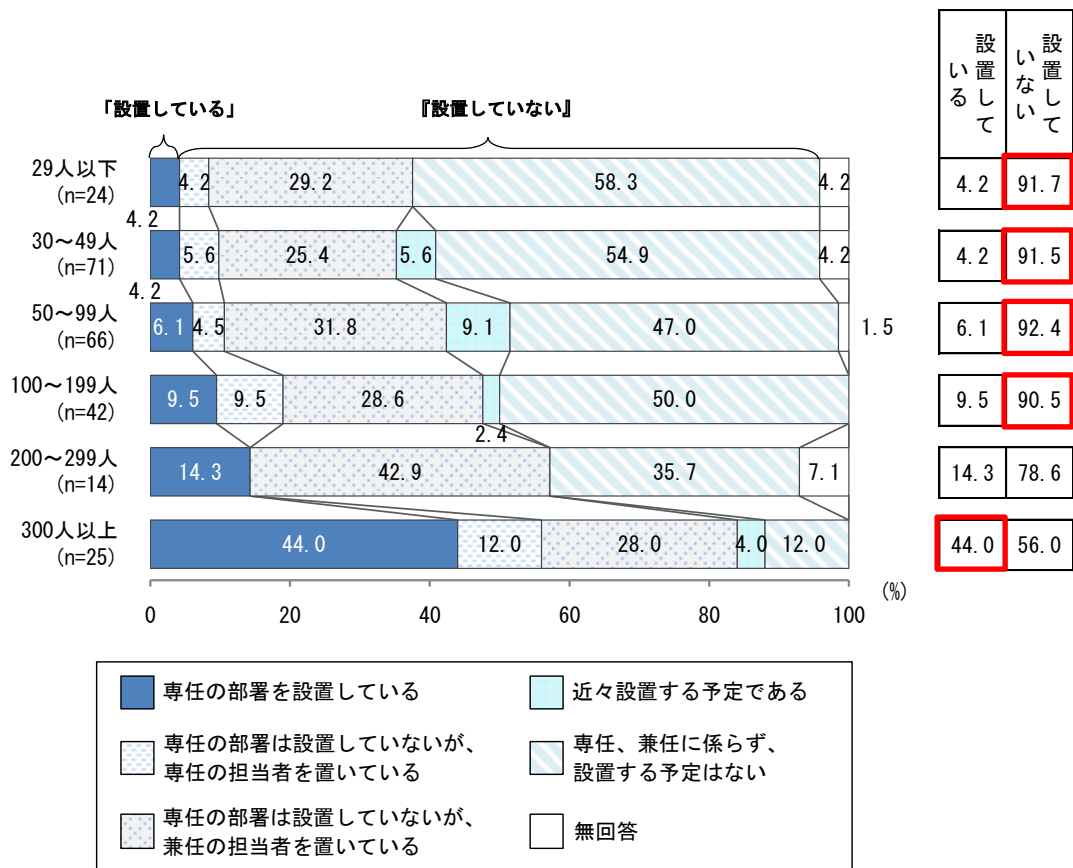 設置して
いる
設置して
いない
「設置している」
『設置していない』
29人以下
(n=24)
4.2
4.2
29.2
58.3
4.2
4.2
91.7
30～49人
(n=71)
4.2
5.6
25.4
5.6
54.9
4.2
4.2
91.5
50～99人
(n=66)
6.1
4.5
31.8
9.1
47.0
1.5
6.1
92.4
100～199人
(n=42)
9.5
9.5
28.6
2.4
50.0
9.5
90.5
200～299人
(n=14)
14.3
42.9
35.7
7.1
14.3
78.6
300人以上
(n=25)
44.0
12.0
28.0
4.0
12.0
44.0
56.0
0
20
40
60
80
100
(%)
専任の部署を設置している
近々設置する予定である
専任の部署は設置していないが、
専任の担当者を置いている
専任、兼任に係らず、
設置する予定はない
専任の部署は設置していないが、
兼任の担当者を置いている
無回答